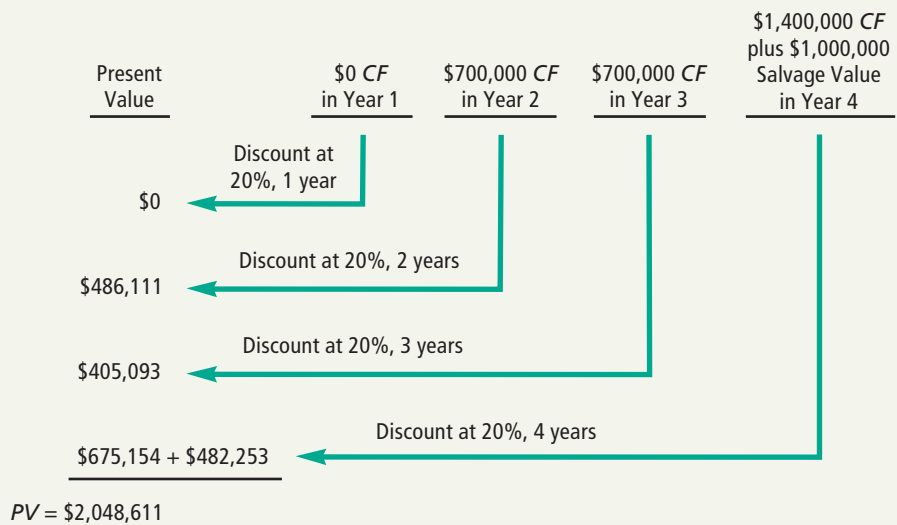 Present
Value
$0 CF
in Year 1
$700,000 CF
in Year 2
$700,000 CF
in Year 3
$1,400,000 CF
plus $1,000,000
Salvage Value
in Year 4
Discount at
20%, 1 year
$0
Discount at 20%, 2 years
$486,111
Discount at 20%, 3 years
$405,093
Discount at 20%, 4 years
$675,154 + $482,253
PV = $2,048,611